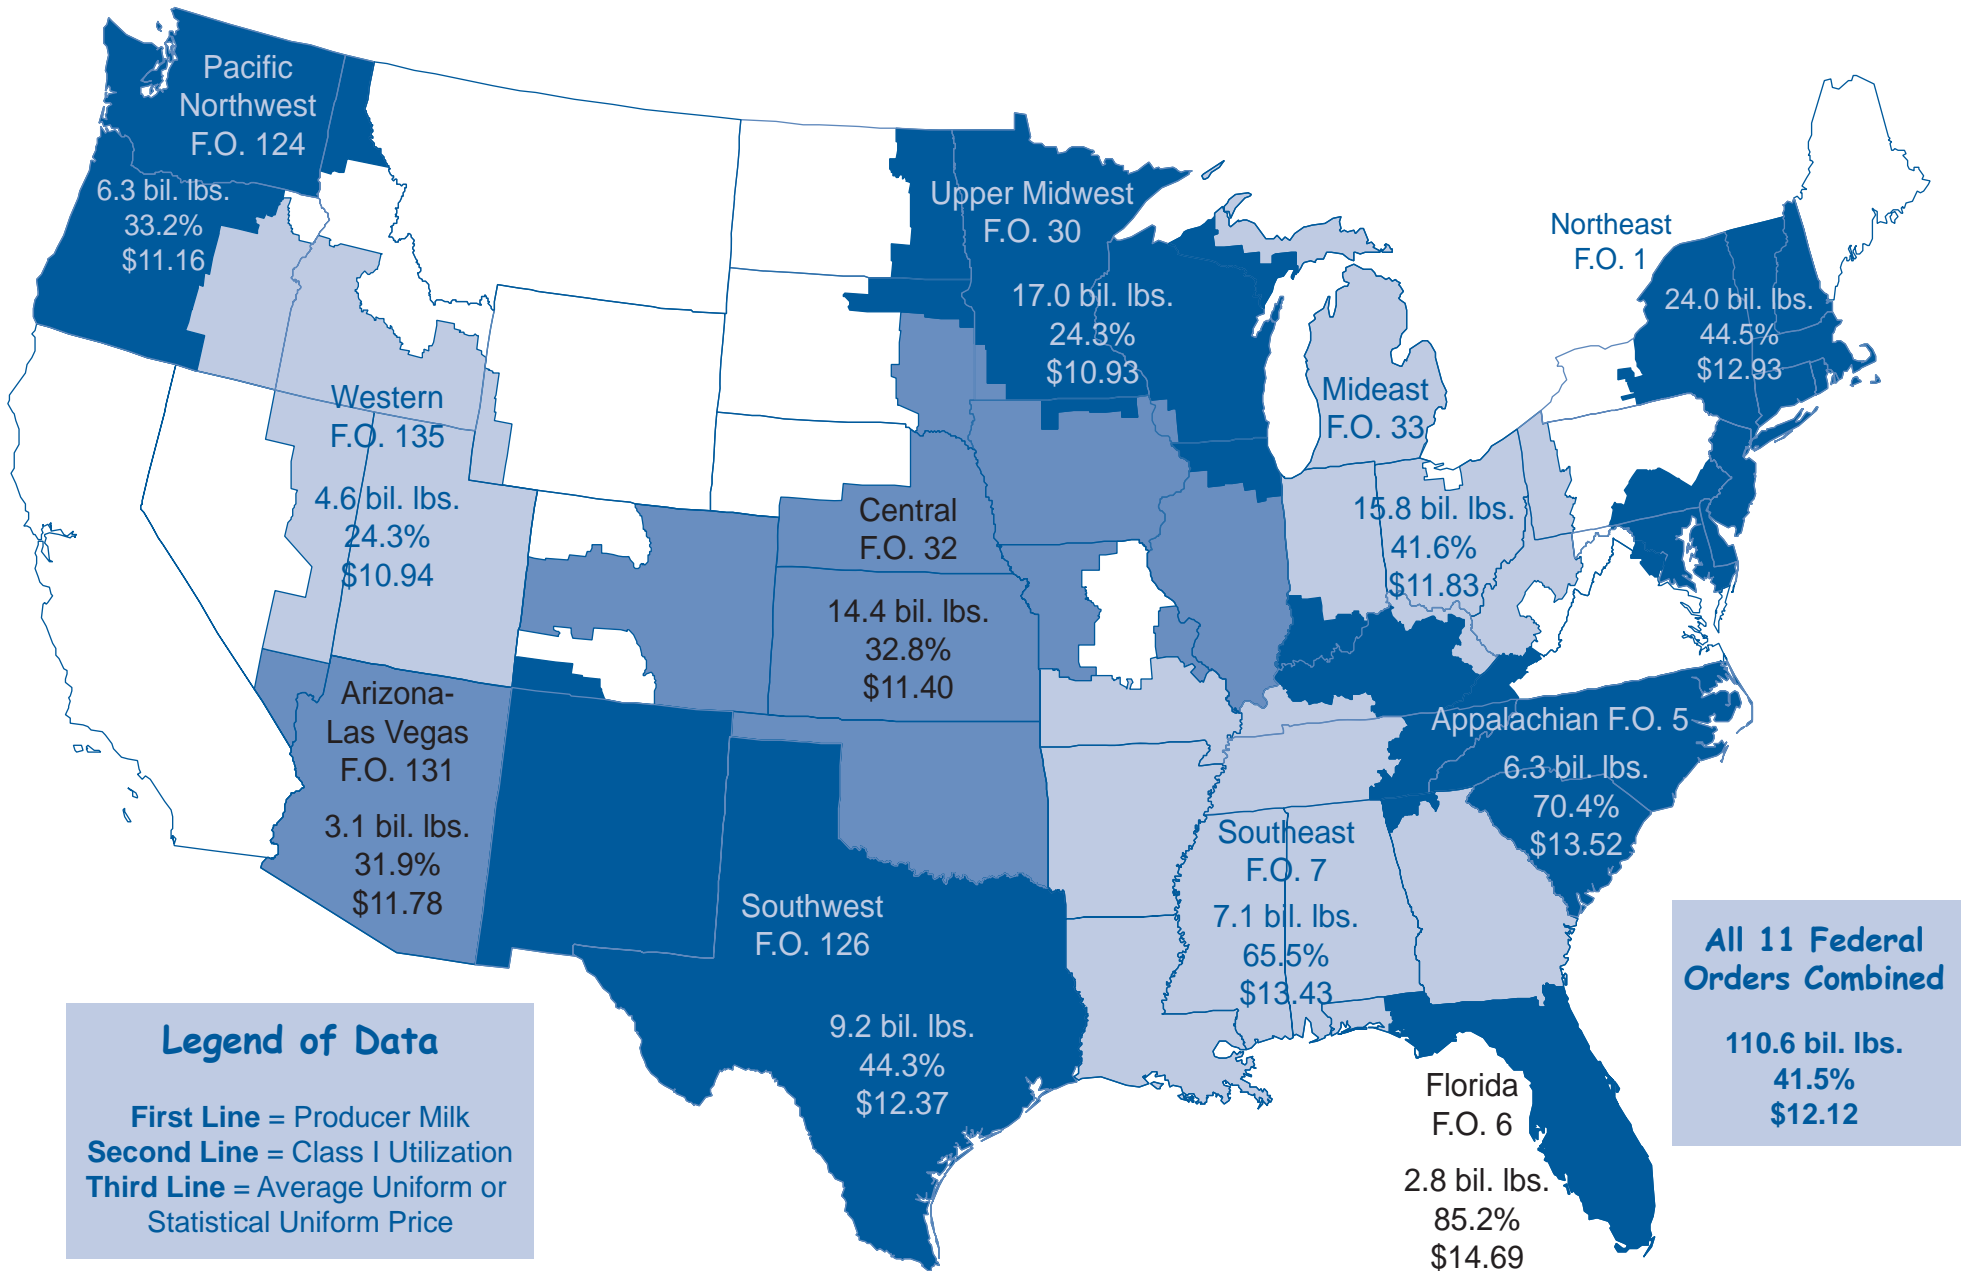 Pacific
Northwest
F.O. 124
6.3 bil. lbs.
33.2%
$11.16
Western
F.O. 135
4.6 bil. lbs.
24.3%
$10.94
Arizona-
Las Vegas
F.O. 131
3.1 bil. lbs.
31.9%
$11.78
Upper Midwest
F.O. 30
17.0 bil. lbs.
24.3%
$10.93
Central
F.O. 32
14.4 bil. lbs.
32.8%
$11.40
Southwest
F.O. 126
9.2 bil. lbs.
44.3%
$12.37
Mideast
F.O. 33
15.8 bil. lbs.
41.6%
$11.83
Northeast
F.O. 1
24.0 bil. lbs.
44.5%
$12.93
Appalachian F.O. 5
6.3 bil. lbs.
70.4%
$13.52
Southeast
F.O. 7
7.1 bil. lbs.
65.5%
$13.43
Florida
F.O. 6
2.8 bil. lbs.
85.2%
$14.69
All 11 Federal
Orders Combined
110.6 bil. lbs.
41.5%
$12.12
Legend of Data
First Line = Producer Milk
Second Line = Class I Utilization
Third Line = Average Uniform or
Statistical Uniform Price